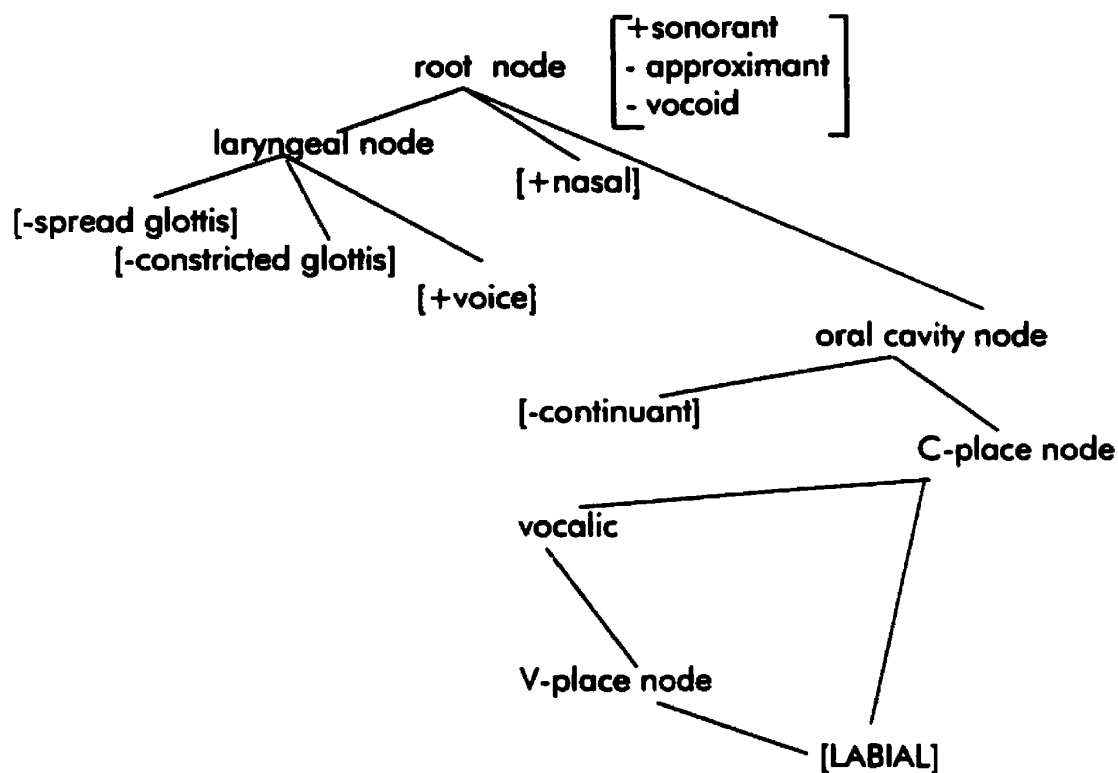 +sonorant
root node
- approximant
- vocoid
laryngeal node
[+nasal]
[-spread glottis]
[-constricted glottis]
[+voice]
oral cavity node
[-continuant]
C-place node
vocalic
V-place node
[LABIAL]